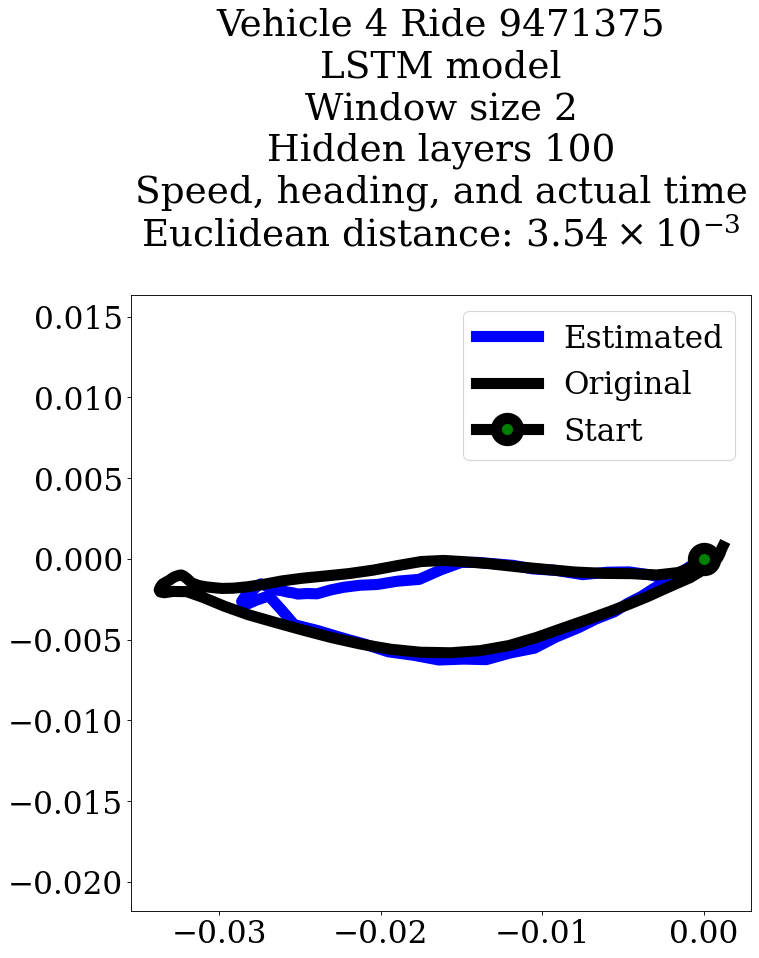 Vehicle 4 Ride 9471375
LSTM model
Window size 2
Hidden layers 100
Speed, heading, and actual time
Euclidean distance: 3.54 × 10⁻³
Estimated
Original
Start
0.015
0.010
0.005
0.000
−0.005
−0.010
−0.015
−0.020
−0.03 −0.02 −0.01 0.00